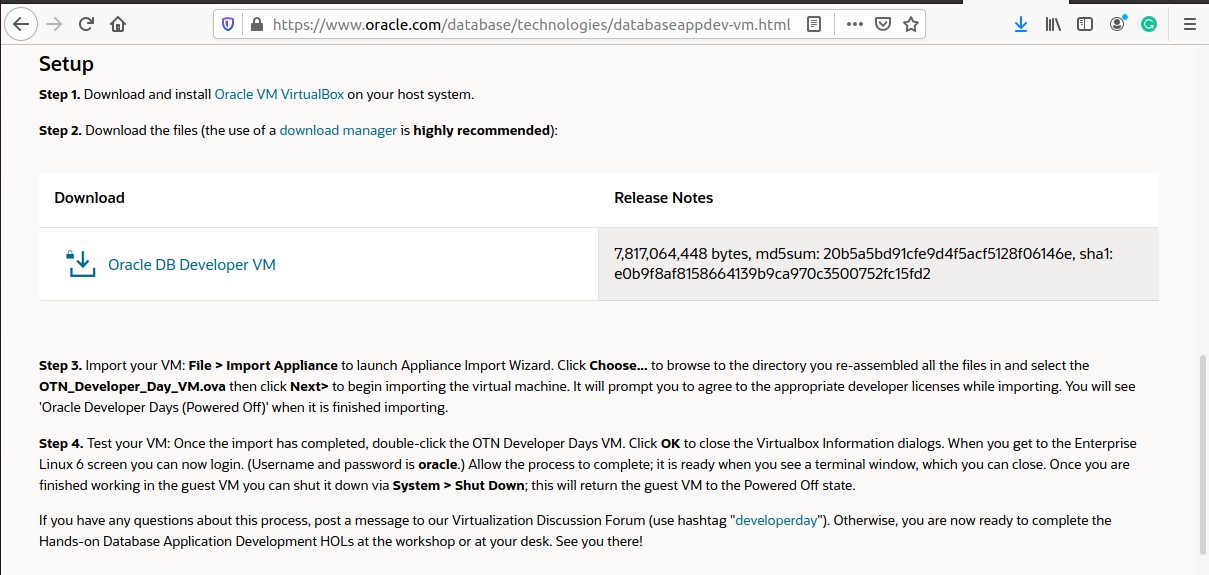 https://www.oracle.com/database/technologies/databaseappdev-vm.html
Setup
Step 1. Download and install Oracle VM VirtualBox on your host system.
Step 2. Download the files (the use of a download manager is highly recommended):
Download
Release Notes
Oracle DB Developer VM
7,817,064,448 bytes, md5sum: 20b5a5bd91cfe9d4f5acf5128f06146e, sha1:
e0b9f8af8158664139b9ca970c3500752fc15fd2
Step 3. Import your VM: File > Import Appliance to launch Appliance Import Wizard. Click Choose... to browse to the directory you re-assembled all the files in and select the
OTN_Developer_Day_VM.ova then click Next> to begin importing the virtual machine. It will prompt you to agree to the appropriate developer licenses while importing. You will see
'Oracle Developer Days (Powered Off)' when it is finished importing.
Step 4. Test your VM: Once the import has completed, double-click the OTN Developer Days VM. Click OK to close the Virtualbox Information dialogs. When you get to the Enterprise
Linux 6 screen you can now login. (Username and password is oracle.) Allow the process to complete; it is ready when you see a terminal window, which you can close. Once you are
finished working in the guest VM you can shut it down via System > Shut Down; this will return the guest VM to the Powered Off state.
If you have any questions about this process, post a message to our Virtualization Discussion Forum (use hashtag "developerday"). Otherwise, you are now ready to complete the
Hands-on Database Application Development HOLs at the workshop or at your desk. See you there!